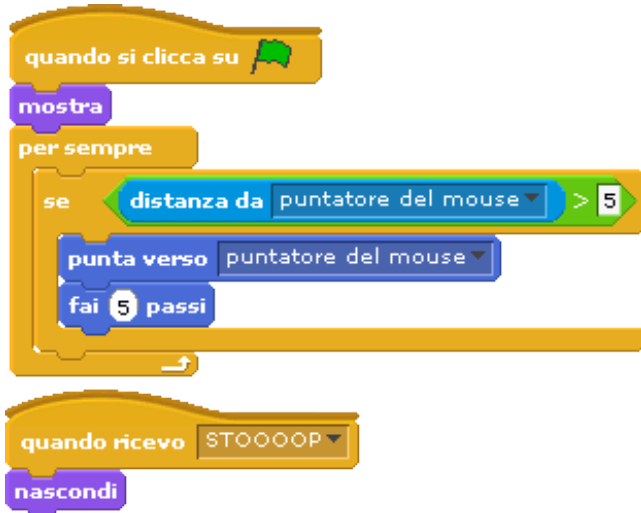 quando si clicca su
mostra
per sempre
se distanza da puntatore del mouse > 5
punta verso puntatore del mouse
fai 5 passi
quando ricevo STOOOOP
nascondi